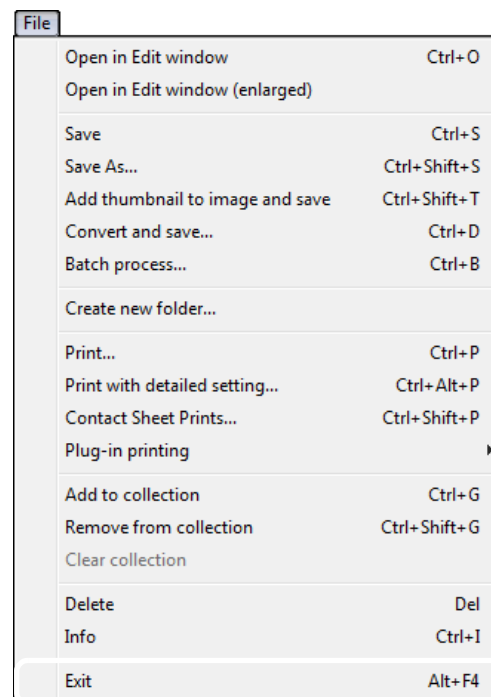 File
Open in Edit window Ctrl+O
Open in Edit window (enlarged)
Save Ctrl+S
Save As... Ctrl+Shift+S
Add thumbnail to image and save Ctrl+Shift+T
Convert and save... Ctrl+D
Batch process... Ctrl+B
Create new folder...
Print... Ctrl+P
Print with detailed setting... Ctrl+Alt+P
Contact Sheet Prints... Ctrl+Shift+P
Plug-in printing
Add to collection Ctrl+G
Remove from collection Ctrl+Shift+G
Clear collection
Delete Del
Info Ctrl+I
Exit Alt+F4